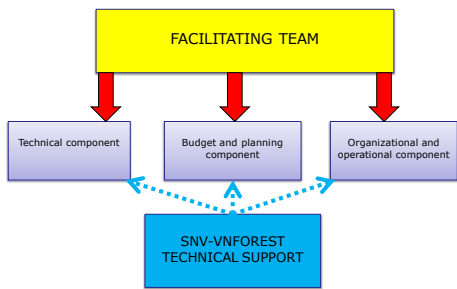 FACILITATING TEAM
Technical component
Budget and planning
component
Organizational and
operational component
SNV-VNFOREST
TECHNICAL SUPPORT